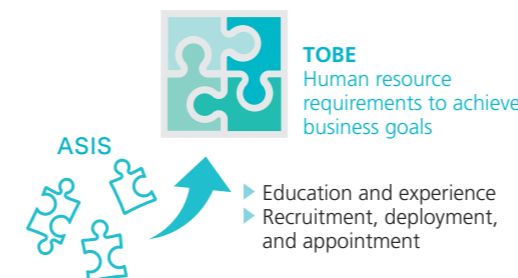 TOBE
Human resource
requirements to achieve
business goals
ASIS
Education and experience
Recruitment, deployment,
and appointment